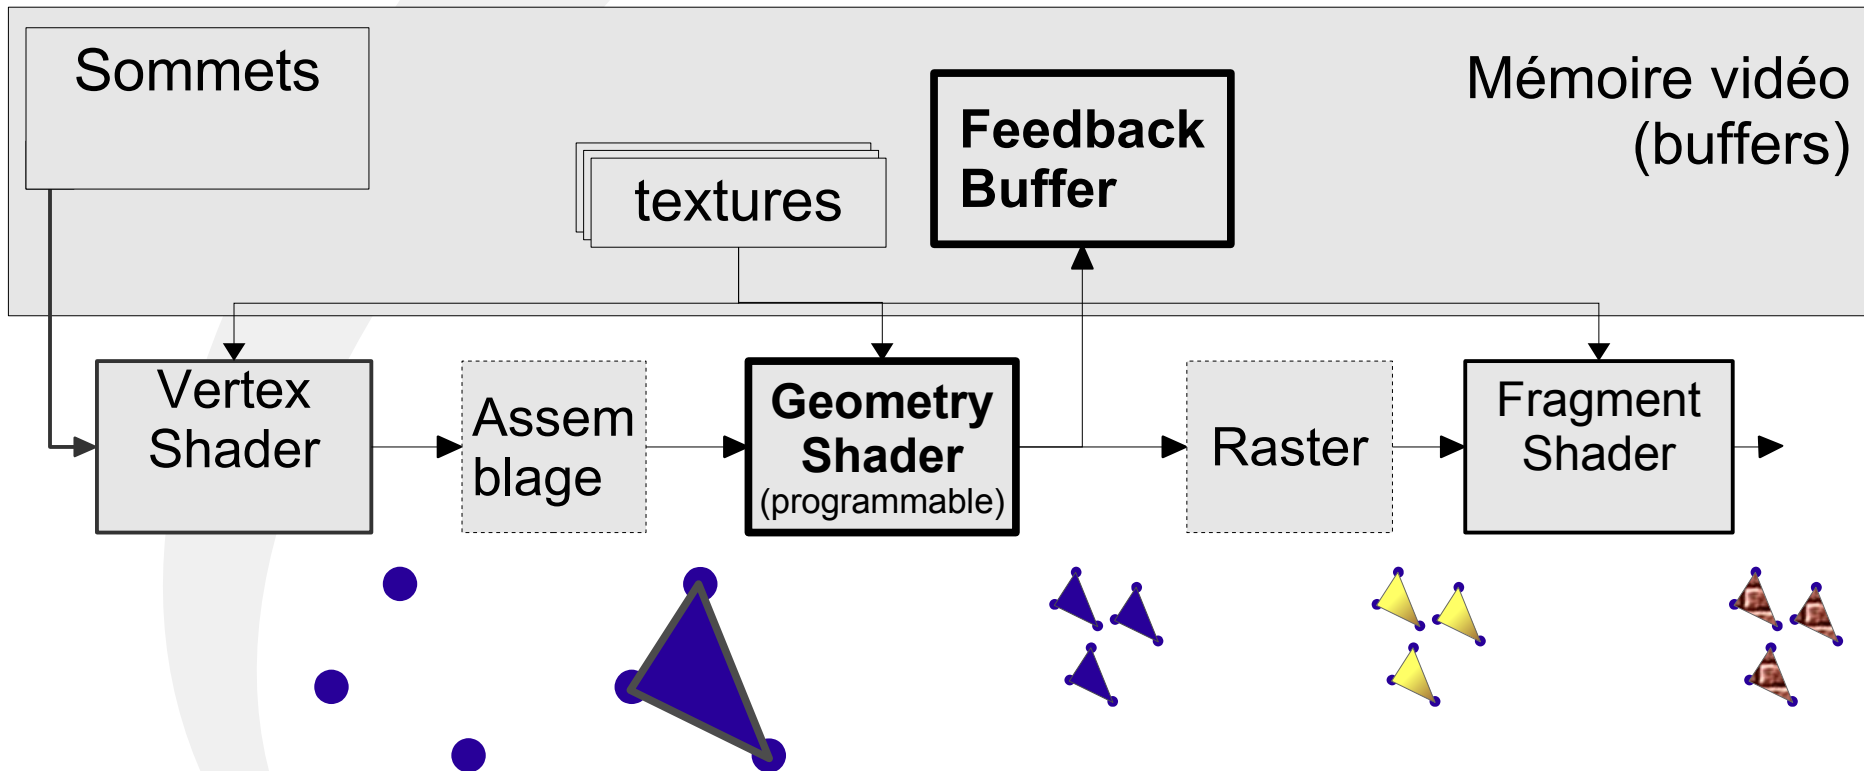 Sommets
Mémoire vidéo
(buffers)
Feedback
Buffer
textures
Vertex
Shader
Assem
blage
Geometry
Shader
(programmable)
Raster
Fragment
Shader